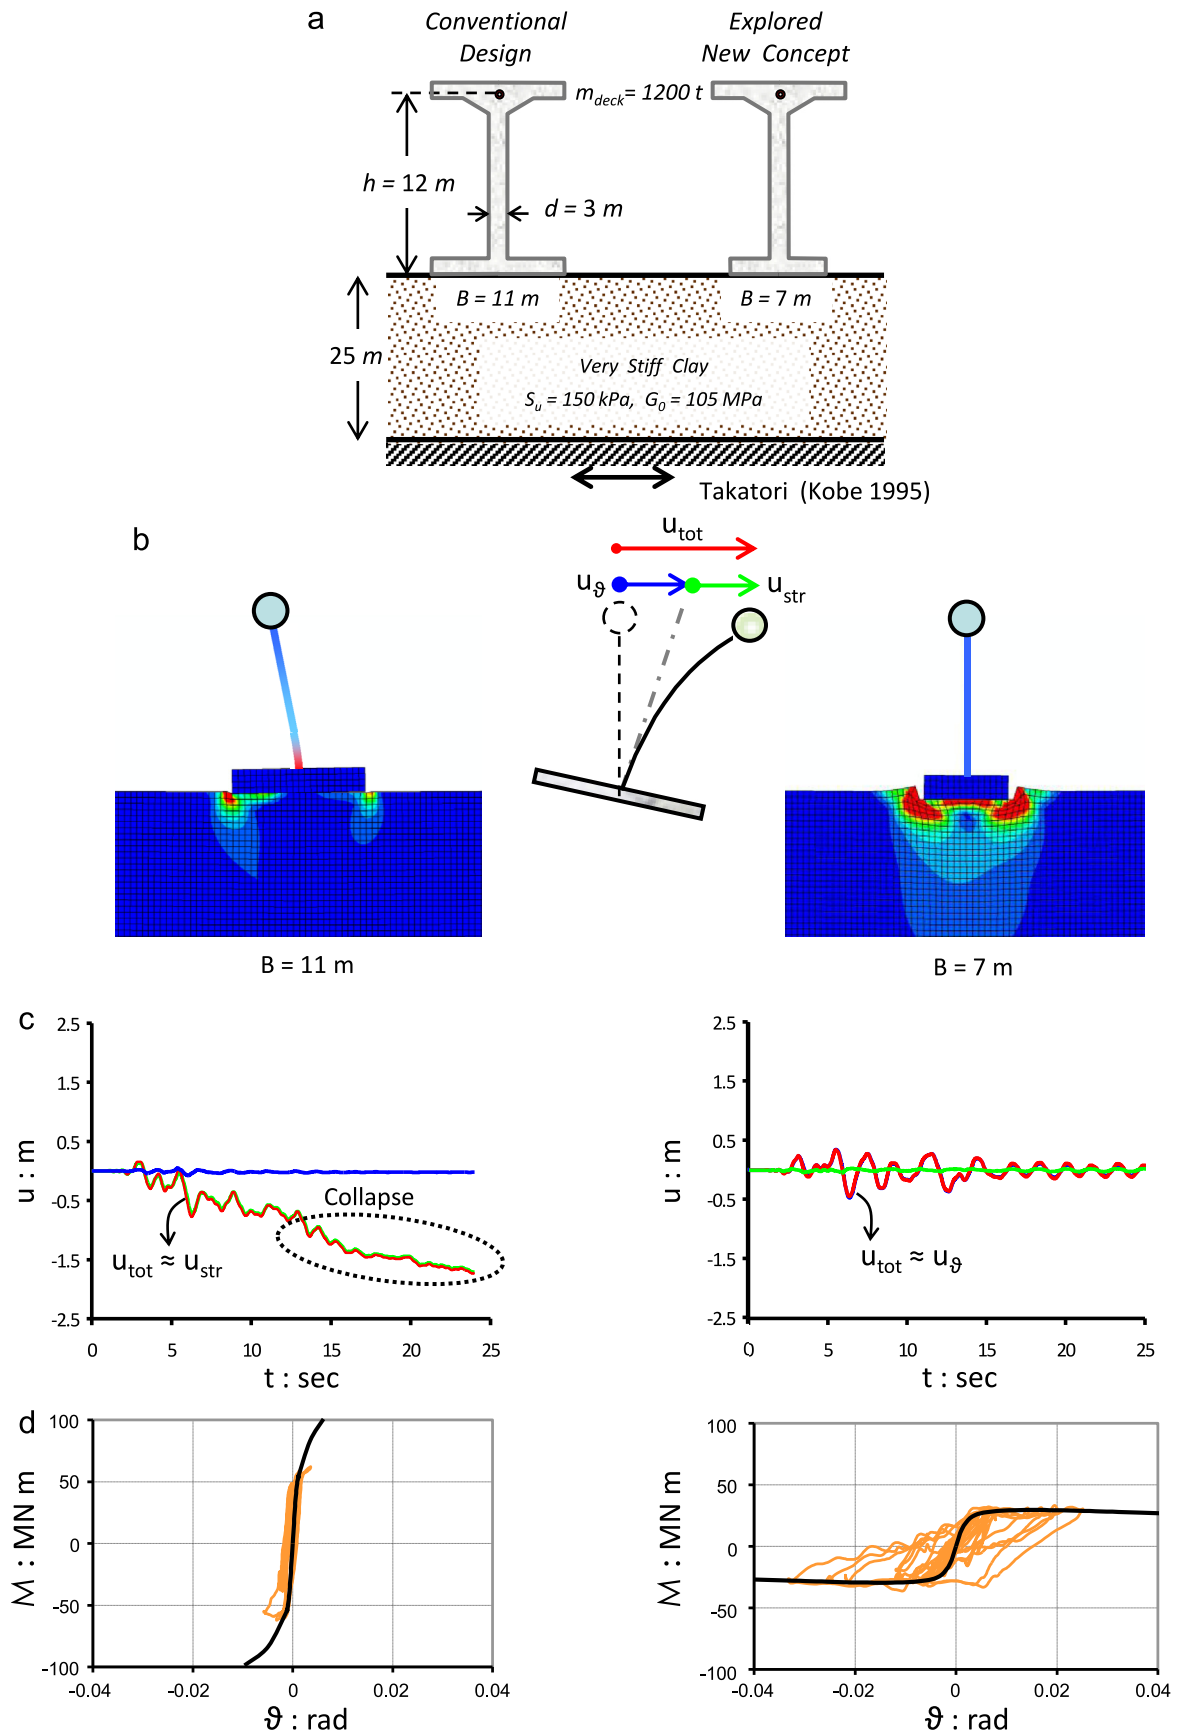 a
Conventional
Design
Explored
New Concept
m_deck = 1200 t
h = 12 m
d = 3 m
B = 11 m
B = 7 m
25 m
Very Stiff Clay
S_u = 150 kPa, G_0 = 105 MPa
Takatori (Kobe 1995)
b
u_tot
u_ϑ
u_str
B = 11 m
B = 7 m
c
2.5
1.5
0.5
-0.5
-1.5
-2.5
u : m
Collapse
u_tot ≈ u_str
0 5 10 15 20 25
t : sec
2.5
1.5
0.5
-0.5
-1.5
-2.5
u : m
u_tot ≈ u_ϑ
0 5 10 15 20 25
t : sec
d
100
50
0
-50
-100
M : MN m
-0.04 -0.02 0 0.02 0.04
ϑ : rad
100
50
0
-50
-100
M : MN m
-0.04 -0.02 0 0.02 0.04
ϑ : rad